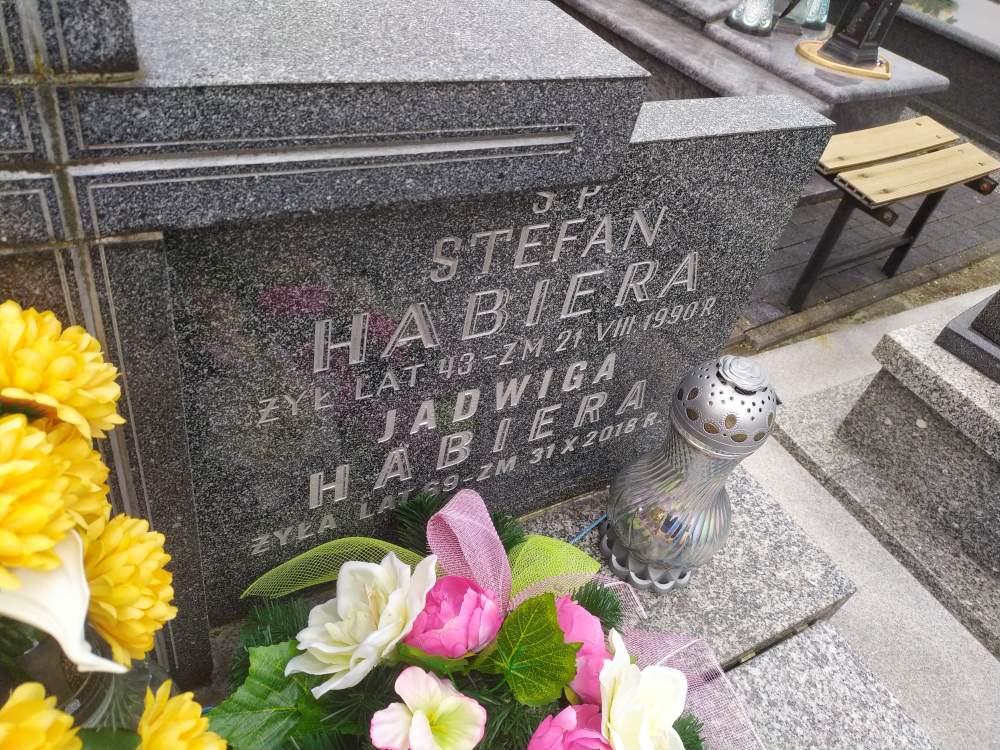 Ś P
STEFAN
HABIERA
ŻYŁ LAT 43 - ZM 21 VIII 1990 R
JADWIGA
HABIERA
ŻYŁA LAT 69 - ZM 31 X 2018 R